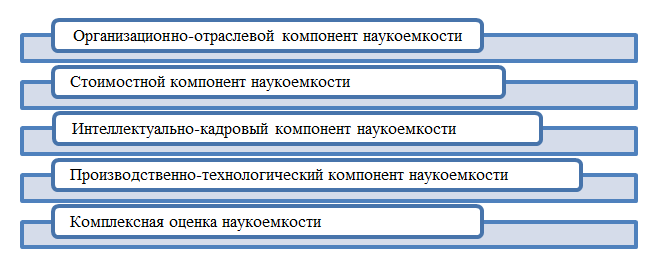 Организационно-отраслевой компонент наукоемкости
Стоимостной компонент наукоемкости
Интеллектуально-кадровый компонент наукоемкости
Производственно-технологический компонент наукоемкости
Комплексная оценка наукоемкости